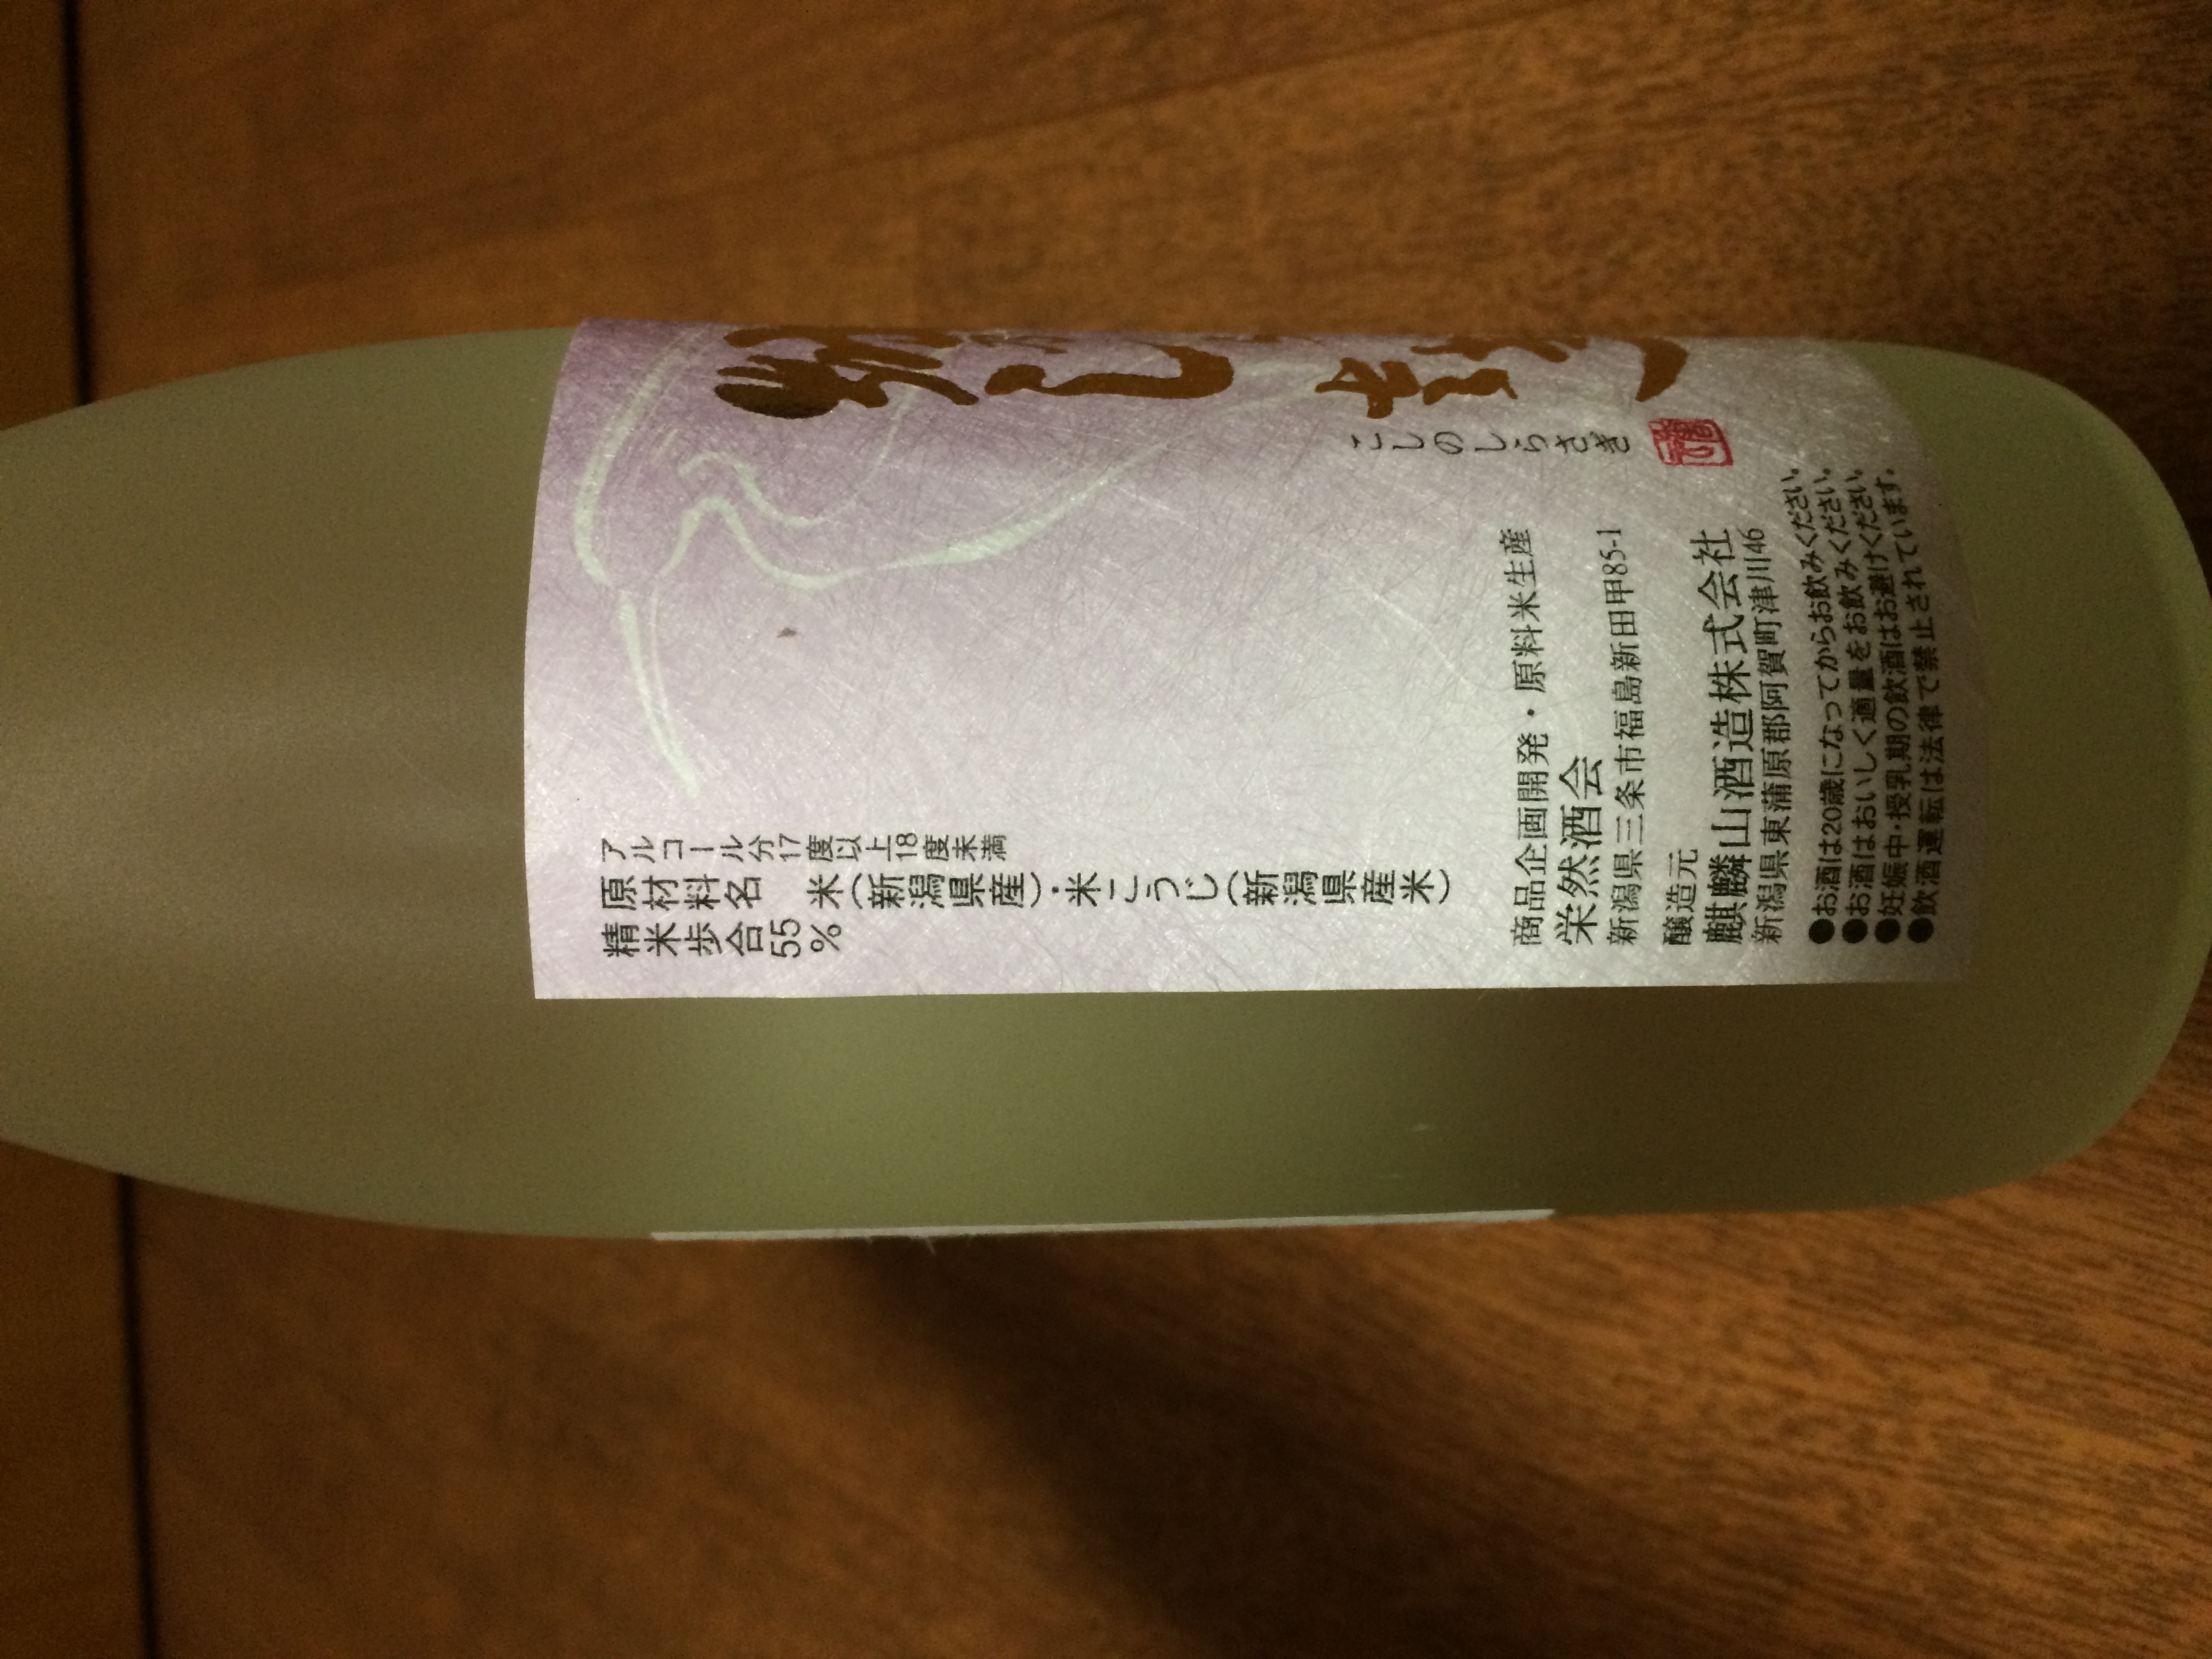 こしのしらさぎ
アルコール分17度以上18度未満
原材料名 米(新潟県産)・米こうじ(新潟県産米)
精米歩合55%
商品企画開発・原料米生産
栄然酒会
新潟県三条市福島新田甲85-1
醸造元
麒麟山酒造株式会社
新潟県東蒲原郡阿賀町津川46
●お酒は20歳になってからお飲みください。
●お酒はおいしく適量をお飲みください。
●妊娠中・授乳期の飲酒はお避けください。
●飲酒運転は法律で禁止されています。